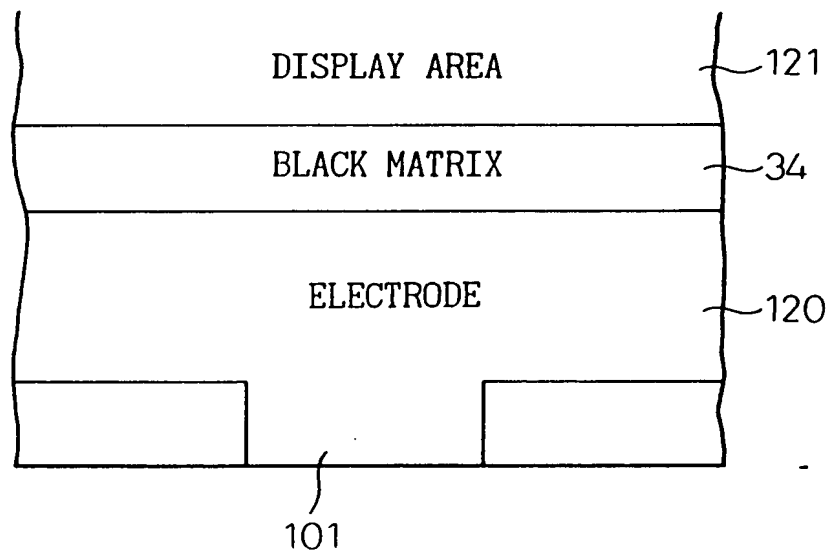 DISPLAY AREA
121
BLACK MATRIX
34
ELECTRODE
120
101